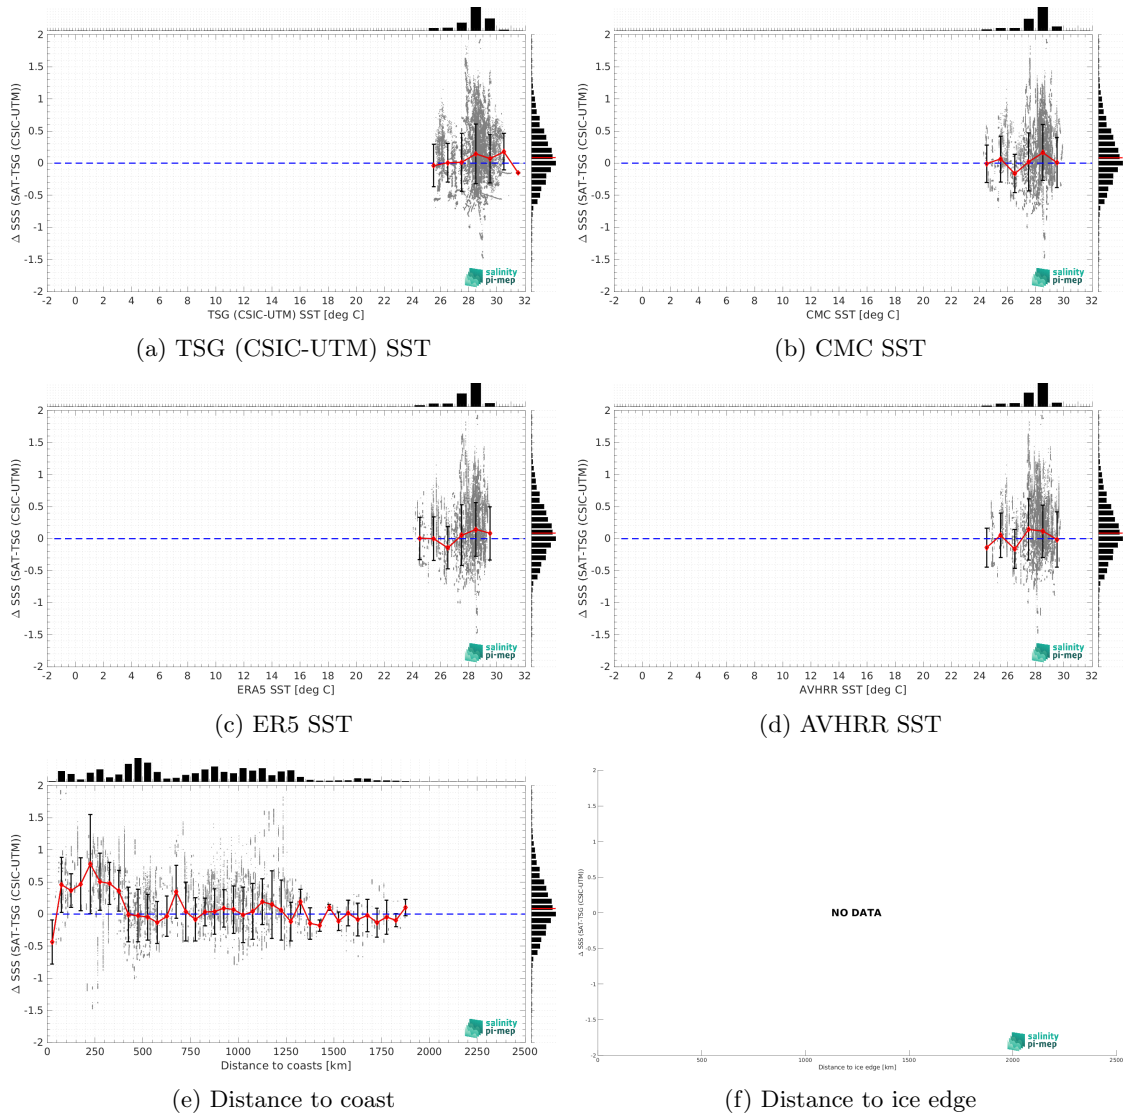 2
1.5
1
0.5
0
-0.5
-1
-1.5
-2
Δ SSS (SAT-TSG (CSIC-UTM))
-2 0 2 4 6 8 10 12 14 16 18 20 22 24 26 28 30 32
TSG (CSIC-UTM) SST [deg C]
salinity
pi-mep
(a) TSG (CSIC-UTM) SST
2
1.5
1
0.5
0
-0.5
-1
-1.5
-2
Δ SSS (SAT-TSG (CSIC-UTM))
-2 0 2 4 6 8 10 12 14 16 18 20 22 24 26 28 30 32
CMC SST [deg C]
salinity
pi-mep
(b) CMC SST
2
1.5
1
0.5
0
-0.5
-1
-1.5
-2
Δ SSS (SAT-TSG (CSIC-UTM))
-2 0 2 4 6 8 10 12 14 16 18 20 22 24 26 28 30 32
ERA5 SST [deg C]
salinity
pi-mep
(c) ER5 SST
2
1.5
1
0.5
0
-0.5
-1
-1.5
-2
Δ SSS (SAT-TSG (CSIC-UTM))
-2 0 2 4 6 8 10 12 14 16 18 20 22 24 26 28 30 32
AVHRR SST [deg C]
salinity
pi-mep
(d) AVHRR SST
2
1.5
1
0.5
0
-0.5
-1
-1.5
-2
Δ SSS (SAT-TSG (CSIC-UTM))
0 250 500 750 1000 1250 1500 1750 2000 2250 2500
Distance to coasts [km]
salinity
pi-mep
(e) Distance to coast
2
1.5
1
0.5
0
-0.5
-1
-1.5
-2
Δ SSS (SAT-TSG (CSIC-UTM))
NO DATA
0 500 1000 1500 2000 2500
Distance to ice edge [km]
salinity
pi-mep
(f) Distance to ice edge